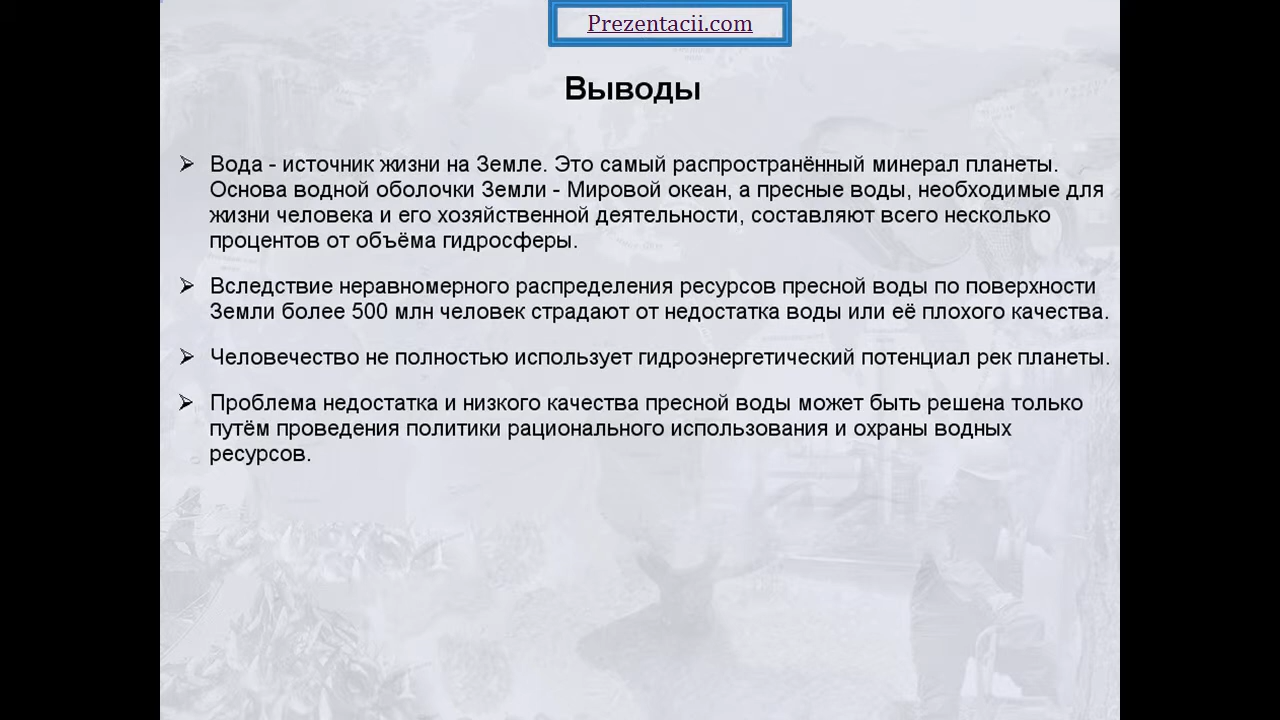 Prezentacii.com
Выводы
Вода - источник жизни на Земле. Это самый распространённый минерал планеты.
Основа водной оболочки Земли - Мировой океан, а пресные воды, необходимые для
жизни человека и его хозяйственной деятельности, составляют всего несколько
процентов от объёма гидросферы.
Вследствие неравномерного распределения ресурсов пресной воды по поверхности
Земли более 500 млн человек страдают от недостатка воды или её плохого качества.
Человечество не полностью использует гидроэнергетический потенциал рек планеты.
Проблема недостатка и низкого качества пресной воды может быть решена только
путём проведения политики рационального использования и охраны водных
ресурсов.